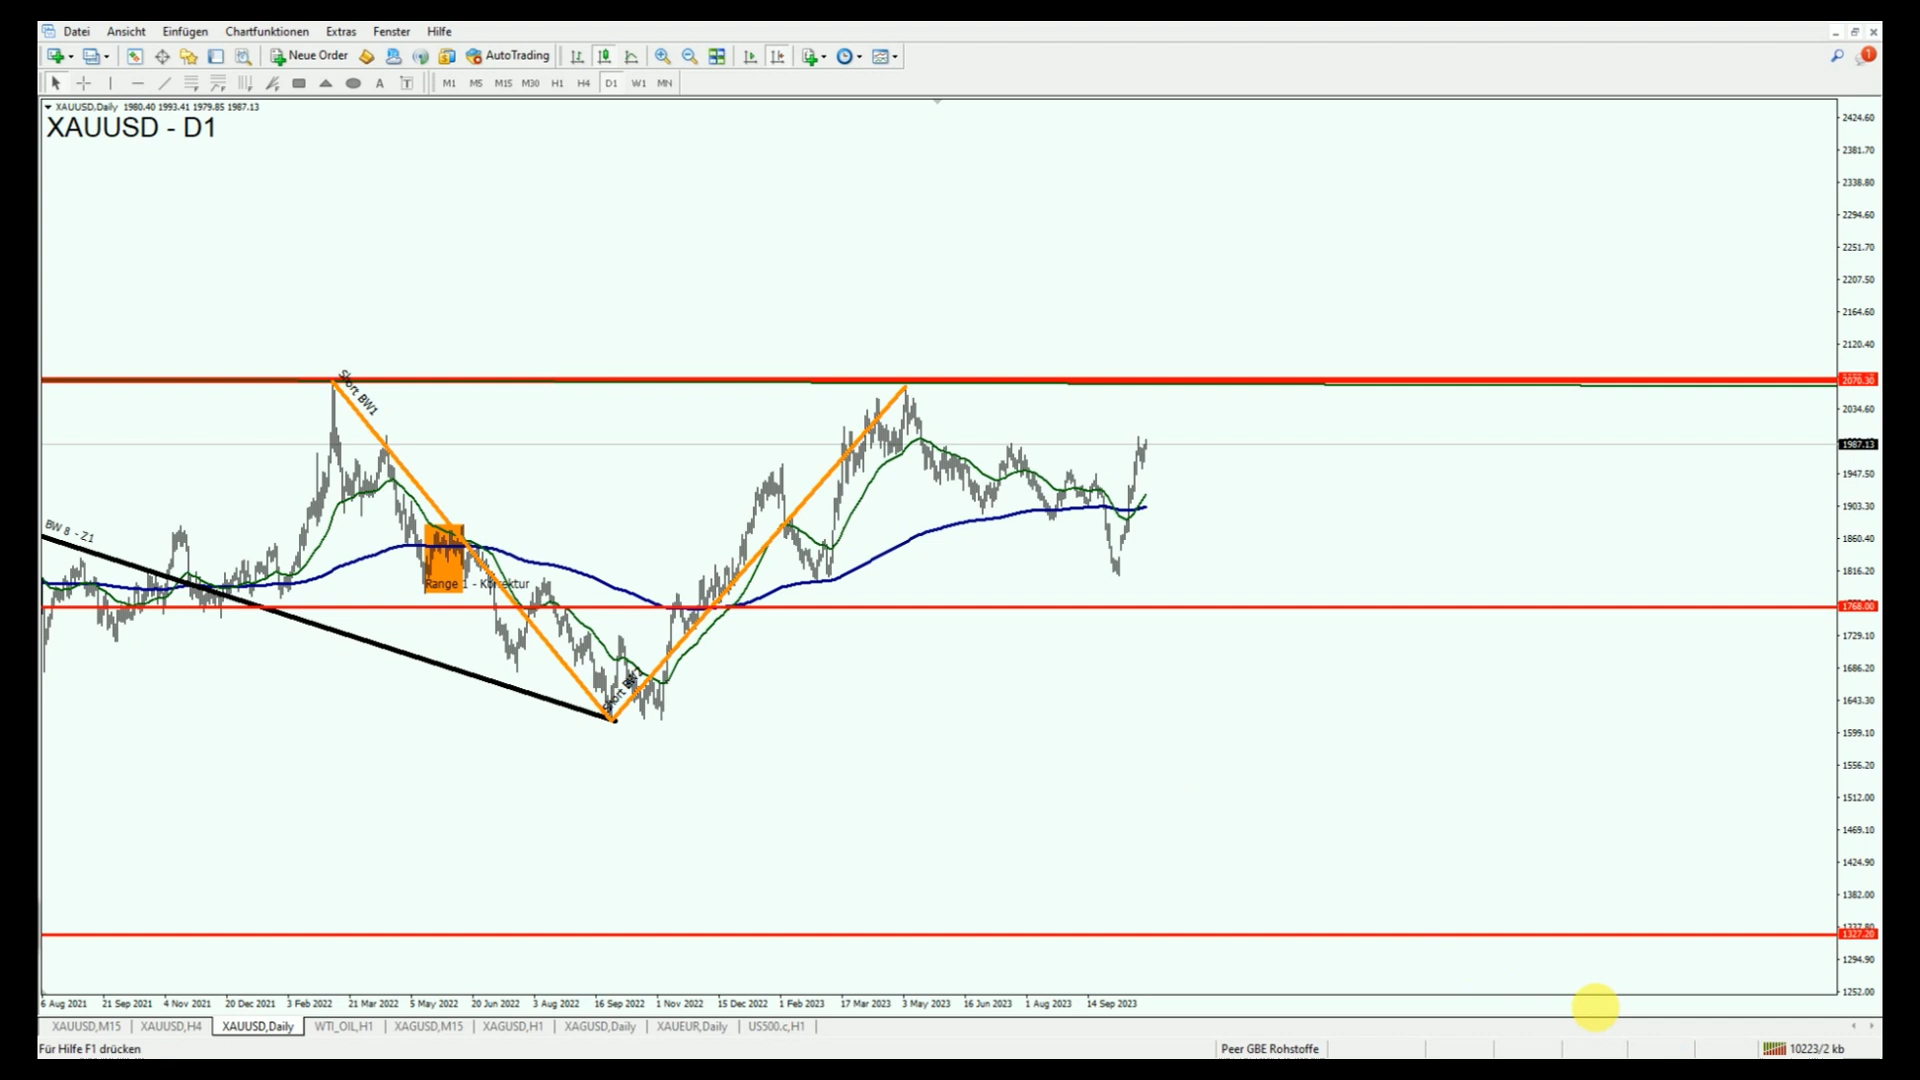 Datei Ansicht Einfügen Chartfunktionen Extras Fenster Hilfe
Neue Order AutoTrading 1
A T M1 M5 M15 M30 H1 H4 D1 W1 MN
XAUUSD,Daily 1980.40 1993.41 1979.85 1987.13
XAUUSD - D1
2424.60
2381.70
2338.80
2294.60
2251.70
2207.50
2164.60
2120.40
Short BW1
2070.30
2034.60
1987.13
1947.50
1903.30
BW 8 - Z1
1860.40
1816.20
Range 1 - Korrektur
1768.00
1729.10
1686.20
1643.30
1599.10
1556.20
1512.00
1469.10
1424.90
1382.00
1327.20
1294.90
1252.00
6 Aug 2021 21 Sep 2021 4 Nov 2021 20 Dec 2021 3 Feb 2022 21 Mar 2022 5 May 2022 20 Jun 2022 3 Aug 2022 16 Sep 2022 1 Nov 2022 15 Dec 2022 1 Feb 2023 17 Mar 2023 3 May 2023 16 Jun 2023 1 Aug 2023 14 Sep 2023
XAUUSD,M15 XAUUSD,H4 XAUUSD,Daily WTI_OIL,H1 XAGUSD,M15 XAGUSD,H1 XAGUSD,Daily XAUEUR,Daily US500.c,H1
Für Hilfe F1 drücken Peer GBE Rohstoffe 10223/2 kb